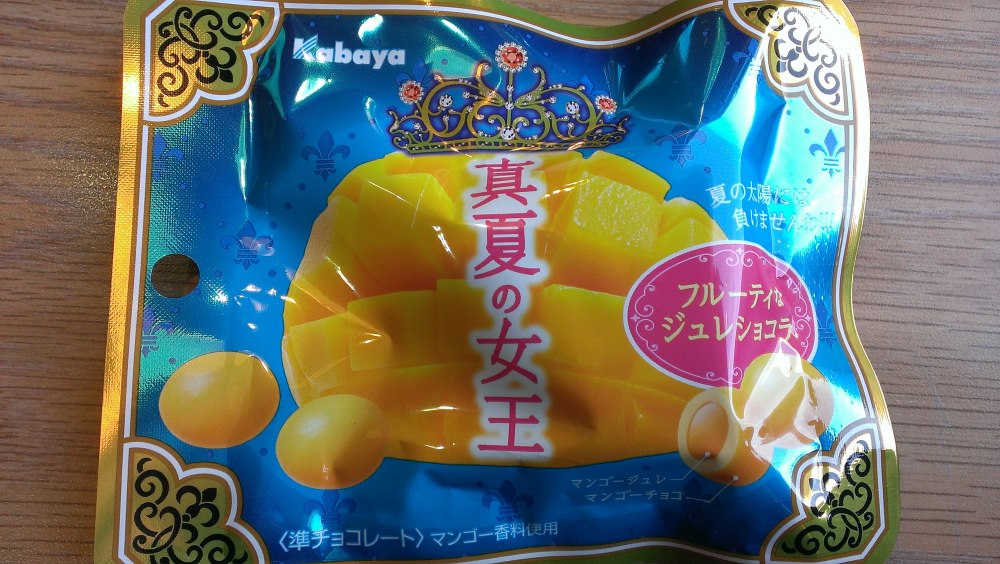 Kabaya
真夏の女王
夏の太陽には
負けません
フルーティな
ジュレショコラ
マンゴージュレ
マンゴーチョコ
〈準チョコレート〉マンゴー香料使用